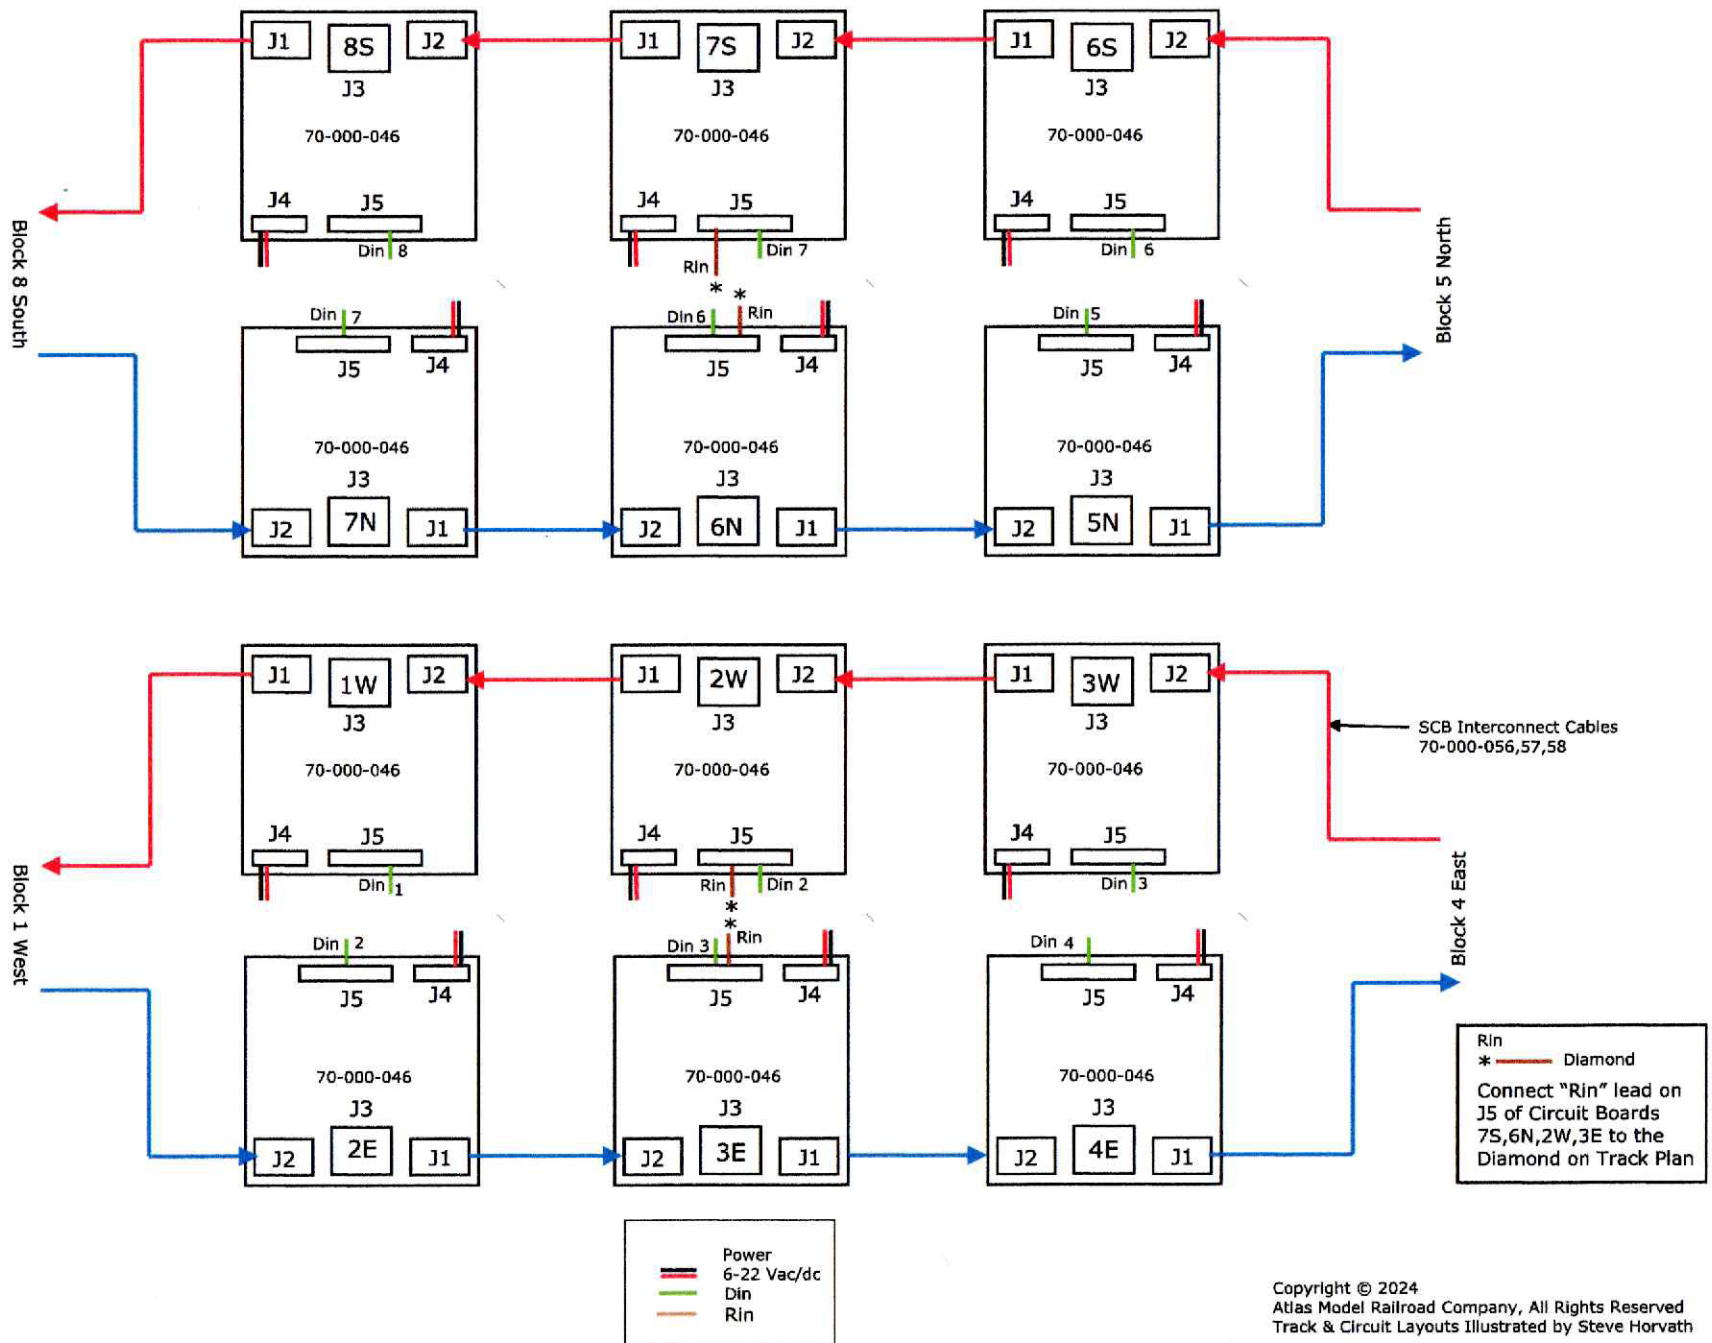 J1 8S J2
J3
70-000-046
J4 J5
Din 8
J1 7S J2
J3
70-000-046
J4 J5
Rin Din 7
*
J1 6S J2
J3
70-000-046
J4 J5
Din 6
Block 8 South
Block 5 North
Din 7
J5 J4
70-000-046
J3
J2 7N J1
*
Din 6 Rin
J5 J4
70-000-046
J3
J2 6N J1
Din 5
J5 J4
70-000-046
J3
J2 5N J1
J1 1W J2
J3
70-000-046
J4 J5
Din 1
J1 2W J2
J3
70-000-046
J4 J5
Rin Din 2
*
J1 3W J2
J3
70-000-046
J4 J5
Din 3
SCB Interconnect Cables
70-000-056,57,58
Block 1 West
Block 4 East
Din 2
J5 J4
70-000-046
J3
J2 2E J1
*
Din 3 Rin
J5 J4
70-000-046
J3
J2 3E J1
Din 4
J5 J4
70-000-046
J3
J2 4E J1
Rin
* Diamond
Connect "Rin" lead on
J5 of Circuit Boards
7S,6N,2W,3E to the
Diamond on Track Plan
Power
6-22 Vac/dc
Din
Rin
Copyright © 2024
Atlas Model Railroad Company, All Rights Reserved
Track & Circuit Layouts Illustrated by Steve Horvath